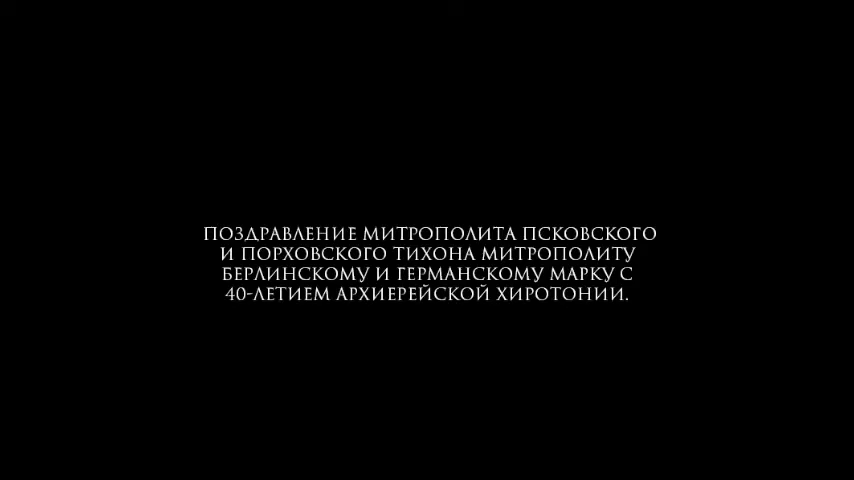 ПОЗДРАВЛЕНИЕ МИТРОПОЛИТА ПСКОВСКОГО
И ПОРХОВСКОГО ТИХОНА МИТРОПОЛИТУ
БЕРЛИНСКОМУ И ГЕРМАНСКОМУ МАРКУ С
40-ЛЕТИЕМ АРХИЕРЕЙСКОЙ ХИРОТОНИИ.